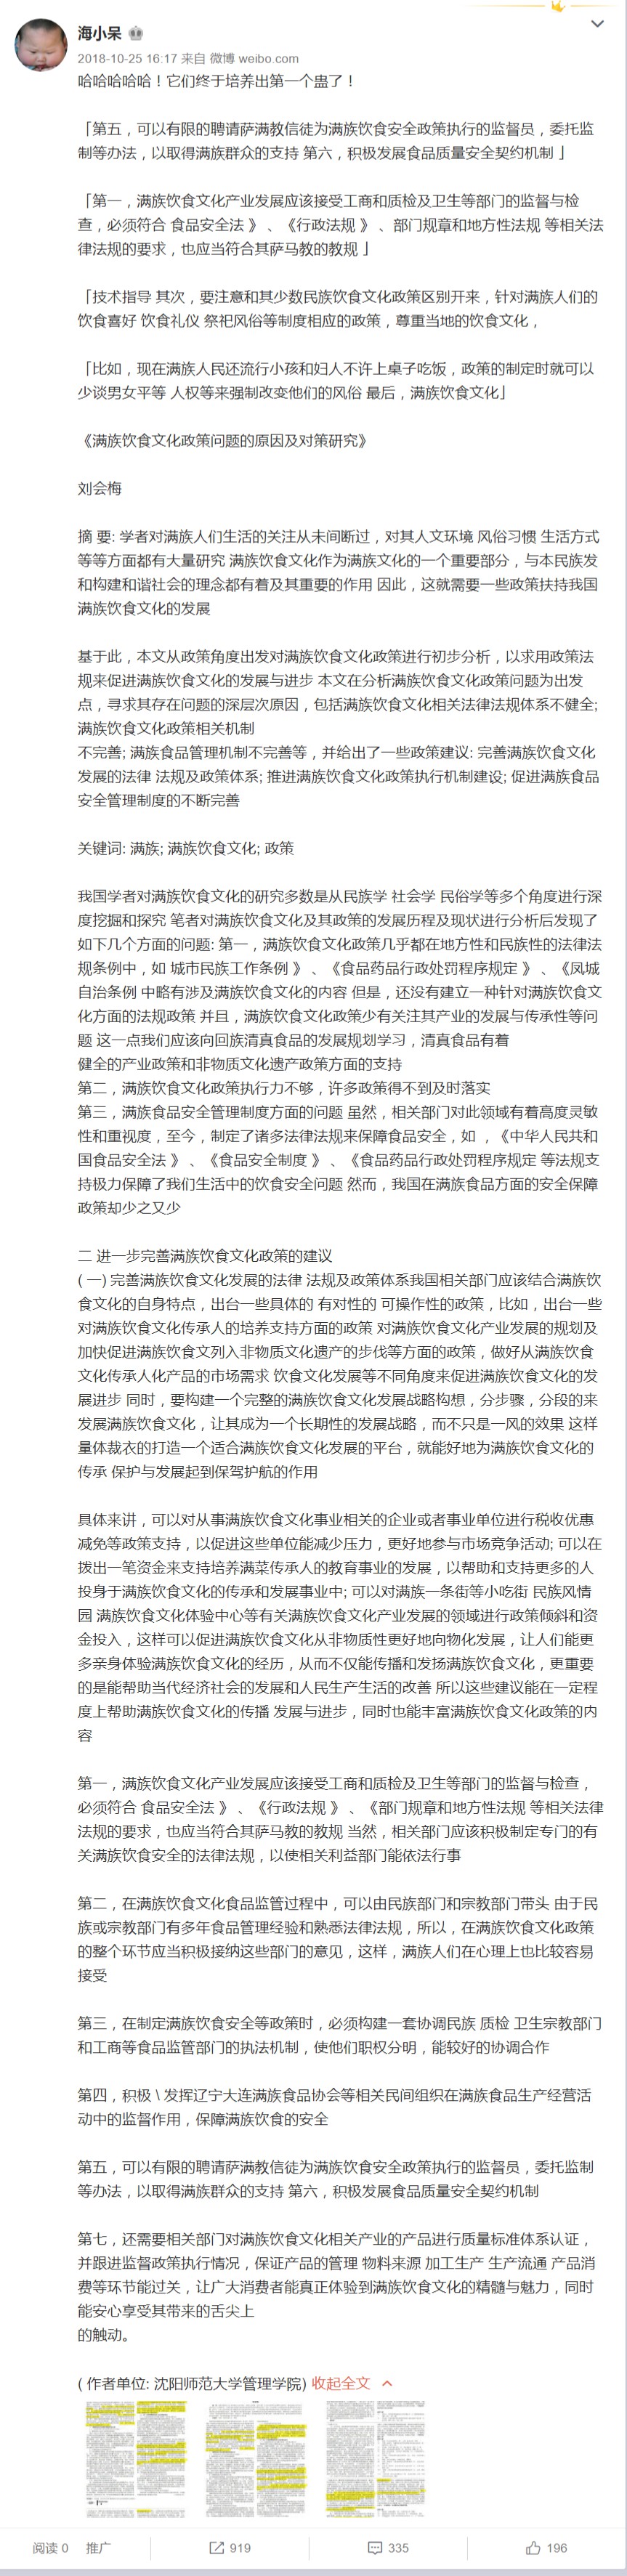 海小呆
2018-10-25 16:17 来自 微博 weibo.com
哈哈哈哈哈！它们终于培养出第一个蛊了！
「第五，可以有限的聘请萨满教信徒为满族饮食安全政策执行的监督员，委托监
制等办法，以取得满族群众的支持 第六，积极发展食品质量安全契约机制 」
「第一，满族饮食文化产业发展应该接受工商和质检及卫生等部门的监督与检
查，必须符合 食品安全法 》、《行政法规 》、部门规章和地方性法规 等相关法
律法规的要求，也应当符合其萨马教的教规 」
「技术指导 其次，要注意和其少数民族饮食文化政策区别开来，针对满族人们的
饮食喜好 饮食礼仪 祭祀风俗等制度相应的政策，尊重当地的饮食文化，
「比如，现在满族人民还流行小孩和妇人不许上桌子吃饭，政策的制定时就可以
少谈男女平等 人权等来强制改变他们的风俗 最后，满族饮食文化」
《满族饮食文化政策问题的原因及对策研究》
刘会梅
摘 要: 学者对满族人们生活的关注从未间断过，对其人文环境 风俗习惯 生活方式
等等方面都有大量研究 满族饮食文化作为满族文化的一个重要部分，与本民族发
和构建和谐社会的理念都有着及其重要的作用 因此，这就需要一些政策扶持我国
满族饮食文化的发展
基于此，本文从政策角度出发对满族饮食文化政策进行初步分析，以求用政策法
规来促进满族饮食文化的发展与进步 本文在分析满族饮食文化政策问题为出发
点，寻求其存在问题的深层次原因，包括满族饮食文化相关法律法规体系不健全;
满族饮食文化政策相关机制
不完善; 满族食品管理机制不完善等，并给出了一些政策建议: 完善满族饮食文化
发展的法律 法规及政策体系; 推进满族饮食文化政策执行机制建设; 促进满族食品
安全管理制度的不断完善
关键词: 满族; 满族饮食文化; 政策
我国学者对满族饮食文化的研究多数是从民族学 社会学 民俗学等多个角度进行深
度挖掘和探究 笔者对满族饮食文化及其政策的发展历程及现状进行分析后发现了
如下几个方面的问题: 第一，满族饮食文化政策几乎都在地方性和民族性的法律法
规条例中，如 城市民族工作条例 》、《食品药品行政处罚程序规定 》、《凤城
自治条例 中略有涉及满族饮食文化的内容 但是，还没有建立一种针对满族饮食文
化方面的法规政策 并且，满族饮食文化政策少有关注其产业的发展与传承性等问
题 这一点我们应该向回族清真食品的发展规划学习，清真食品有着
健全的产业政策和非物质文化遗产政策方面的支持
第二，满族饮食文化政策执行力不够，许多政策得不到及时落实
第三，满族食品安全管理制度方面的问题 虽然，相关部门对此领域有着高度灵敏
性和重视度，至今，制定了诸多法律法规来保障食品安全，如 ，《中华人民共和
国食品安全法 》、《食品安全制度 》、《食品药品行政处罚程序规定 等法规支
持极力保障了我们生活中的饮食安全问题 然而，我国在满族食品方面的安全保障
政策却少之又少
二 进一步完善满族饮食文化政策的建议
( 一) 完善满族饮食文化发展的法律 法规及政策体系我国相关部门应该结合满族饮
食文化的自身特点，出台一些具体的 有对性的 可操作性的政策，比如，出台一些
对满族饮食文化传承人的培养支持方面的政策 对满族饮食文化产业发展的规划及
加快促进满族饮食文列入非物质文化遗产的步伐等方面的政策，做好从满族饮食
文化传承人化产品的市场需求 饮食文化发展等不同角度来促进满族饮食文化的发
展进步 同时，要构建一个完整的满族饮食文化发展战略构想，分步骤，分段的来
发展满族饮食文化，让其成为一个长期性的发展战略，而不只是一风的效果 这样
量体裁衣的打造一个适合满族饮食文化发展的平台，就能好地为满族饮食文化的
传承 保护与发展起到保驾护航的作用
具体来讲，可以对从事满族饮食文化事业相关的企业或者事业单位进行税收优惠
减免等政策支持，以促进这些单位能减少压力，更好地参与市场竞争活动; 可以在
拨出一笔资金来支持培养满菜传承人的教育事业的发展，以帮助和支持更多的人
投身于满族饮食文化的传承和发展事业中; 可以对满族一条街等小吃街 民族风情
园 满族饮食文化体验中心等有关满族饮食文化产业发展的领域进行政策倾斜和资
金投入，这样可以促进满族饮食文化从非物质性更好地向物化发展，让人们能更
多亲身体验满族饮食文化的经历，从而不仅能传播和发扬满族饮食文化，更重要
的是能帮助当代经济社会的发展和人民生产生活的改善 所以这些建议能在一定程
度上帮助满族饮食文化的传播 发展与进步，同时也能丰富满族饮食文化政策的内
容
第一，满族饮食文化产业发展应该接受工商和质检及卫生等部门的监督与检查，
必须符合 食品安全法 》、《行政法规 》、《部门规章和地方性法规 等相关法律
法规的要求，也应当符合其萨马教的教规 当然，相关部门应该积极制定专门的有
关满族饮食安全的法律法规，以使相关利益部门能依法行事
第二，在满族饮食文化食品监管过程中，可以由民族部门和宗教部门带头 由于民
族或宗教部门有多年食品管理经验和熟悉法律法规，所以，在满族饮食文化政策
的整个环节应当积极接纳这些部门的意见，这样，满族人们在心理上也比较容易
接受
第三，在制定满族饮食安全等政策时，必须构建一套协调民族 质检 卫生宗教部门
和工商等食品监管部门的执法机制，使他们职权分明，能较好的协调合作
第四，积极 \ 发挥辽宁大连满族食品协会等相关民间组织在满族食品生产经营活
动中的监督作用，保障满族饮食的安全
第五，可以有限的聘请萨满教信徒为满族饮食安全政策执行的监督员，委托监制
等办法，以取得满族群众的支持 第六，积极发展食品质量安全契约机制
第七，还需要相关部门对满族饮食文化相关产业的产品进行质量标准体系认证，
并跟进监督政策执行情况，保证产品的管理 物料来源 加工生产 生产流通 产品消
费等环节能过关，让广大消费者能真正体验到满族饮食文化的精髓与魅力，同时
能安心享受其带来的舌尖上
的触动。
( 作者单位: 沈阳师范大学管理学院) 收起全文
阅读 0 推广 919 335 196